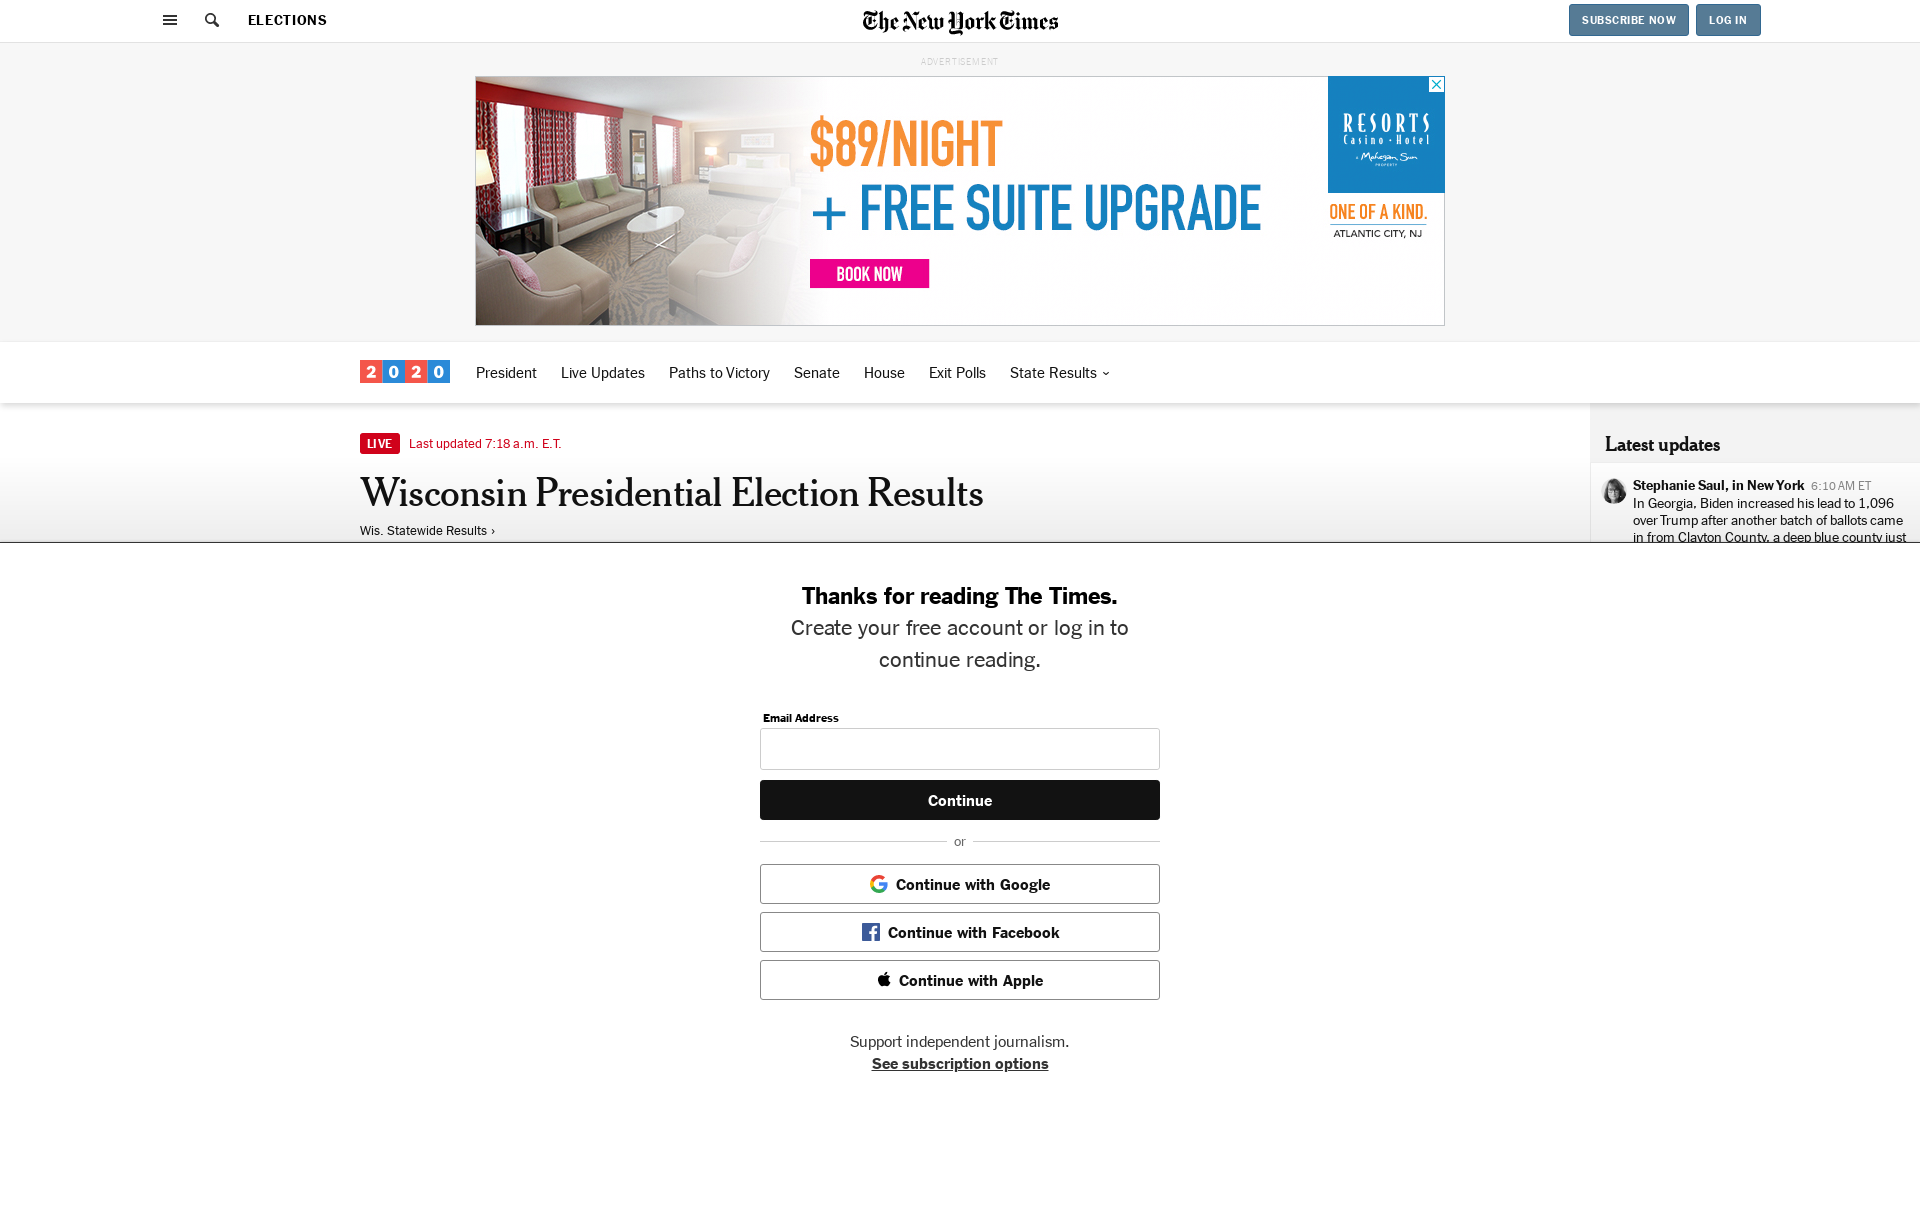 ELECTIONS
The New York Times
SUBSCRIBE NOW
LOG IN
ADVERTISEMENT
$89/NIGHT
+ FREE SUITE UPGRADE
BOOK NOW
RESORTS
Casino · Hotel
a Mohegan Sun
PROPERTY
ONE OF A KIND.
ATLANTIC CITY, NJ
2020
President
Live Updates
Paths to Victory
Senate
House
Exit Polls
State Results
LIVE
Last updated 7:18 a.m. E.T.
Wisconsin Presidential Election Results
Wis. Statewide Results ›
Latest updates
Stephanie Saul, in New York 6:10 AM ET
In Georgia, Biden increased his lead to 1,096
over Trump after another batch of ballots came
in from Clayton County, a deep blue county just
Thanks for reading The Times.
Create your free account or log in to
continue reading.
Email Address
Continue
or
Continue with Google
Continue with Facebook
Continue with Apple
Support independent journalism.
See subscription options